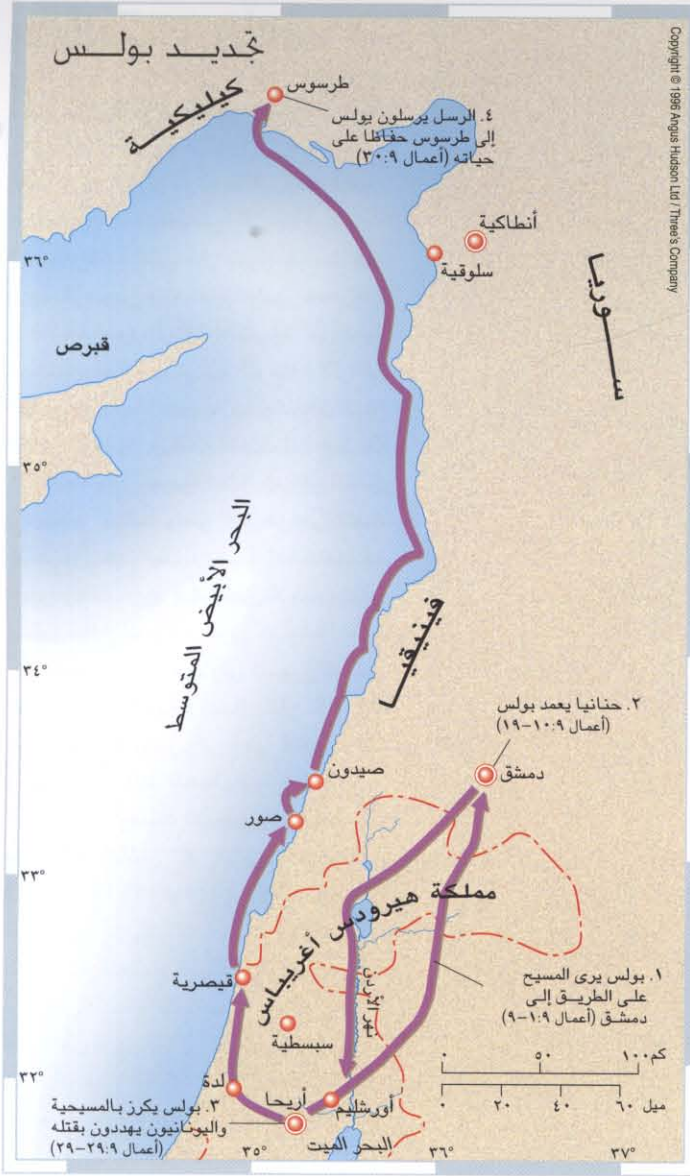 تجديد بولس
Copyright © 1996 Angus Hudson Ltd / Three's Company
طرسوس
كيليكية
٤. الرسل يرسلون بولس
إلى طرسوس حفاظا على
حياته (أعمال ٣٠:٩)
أنطاكية
سلوقية
سوريا
٣٦°
قبرص
٣٥°
البحر الأبيض المتوسط
فينيقيا
٣٤°
٢. حنانيا يعمد بولس
(أعمال ١٠:٩-١٩)
دمشق
صيدون
صور
٣٣°
مملكة هيرودس أغريباس
١. بولس يرى المسيح
على الطريق إلى
دمشق (أعمال ١:٩-٩)
قيصرية
نهر الأردن
سبسطية
كم ١٠٠ ٥٠ ٠
ميل ٦٠ ٤٠ ٢٠ ٠
٣٢°
لدة
أريحا
أورشليم
٣. بولس يكرز بالمسيحية
واليونانيون يهددون بقتله
(أعمال ٢٩:٩-٢٩)
البحر الميت
٣٥°
٣٦°
٣٧°